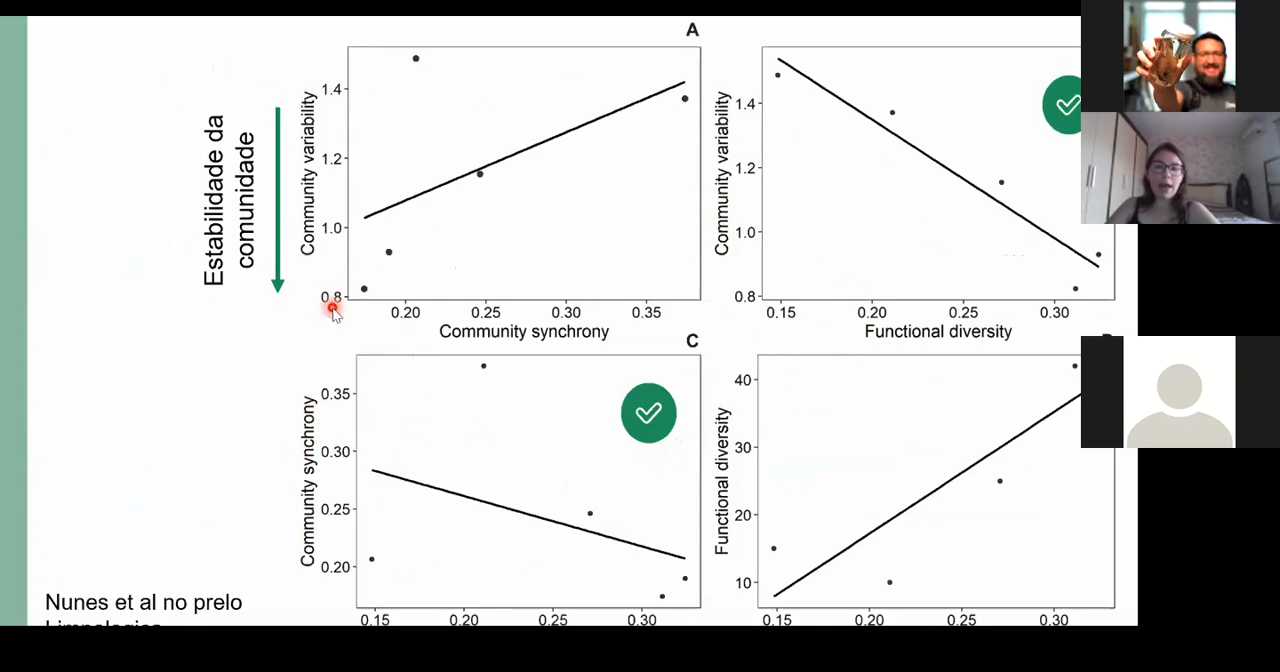 A
Estabilidade da
comunidade
Community variability
1.4
1.2
1.0
0.8
0.20
0.25
0.30
0.35
Community synchrony
Community variability
1.4
1.2
1.0
0.8
0.15
0.20
0.25
0.30
Functional diversity
C
Community synchrony
0.35
0.30
0.25
0.20
0.15
0.20
0.25
0.30
Functional diversity
40
30
20
10
0.15
0.20
0.25
0.30
Nunes et al no prelo